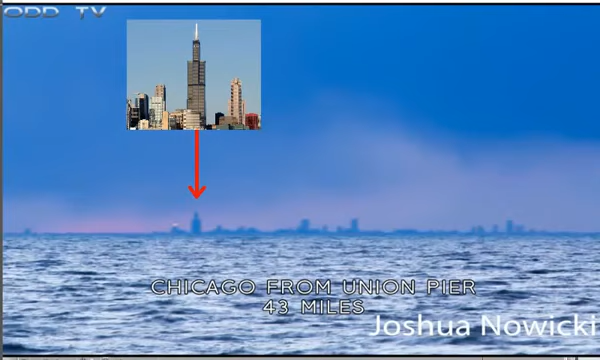 ODD TV
CHICAGO FROM UNION PIER
43 MILES
Joshua Nowicki